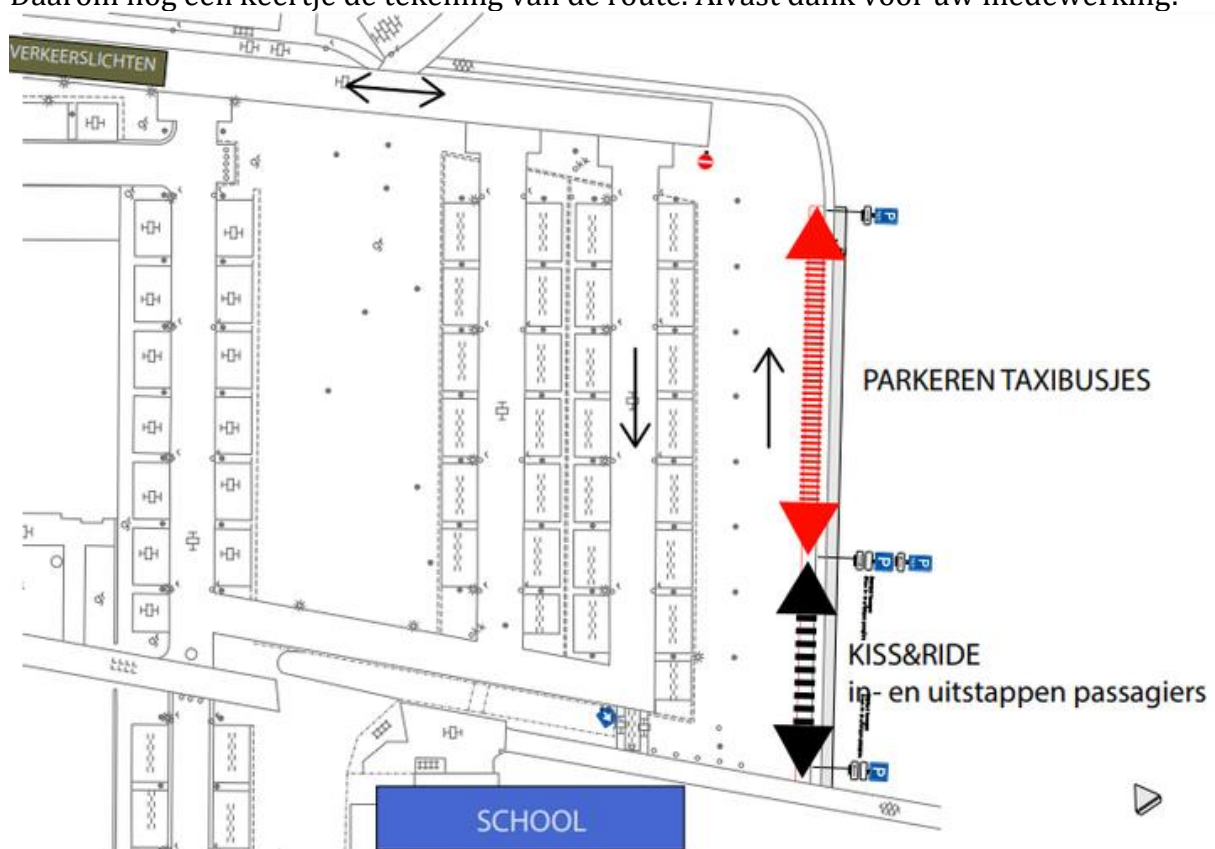 Daarom nog een keertje de tekening van de route. Alvast dank voor uw medewerking.
VERKEERSLICHTEN
P
PARKEREN TAXIBUSJES
P P
KISS&RIDE
in- en uitstappen passagiers
P
SCHOOL